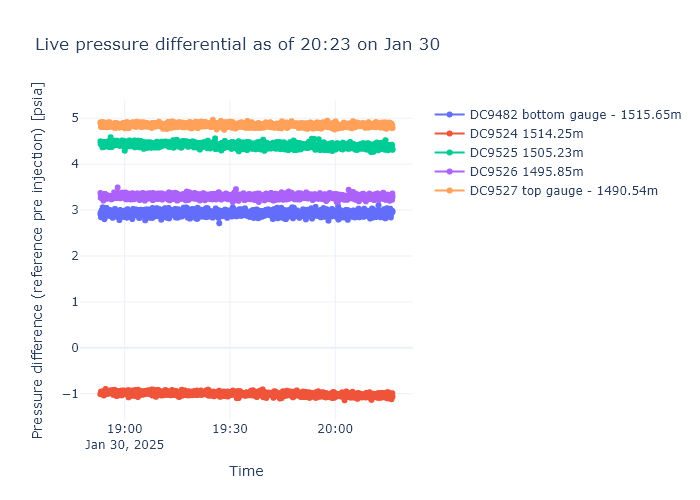 Live pressure differential as of 20:23 on Jan 30
Pressure difference (reference pre injection) [psia]
5
4
3
2
1
0
−1
19:00
19:30
20:00
Jan 30, 2025
Time
DC9482 bottom gauge - 1515.65m
DC9524 1514.25m
DC9525 1505.23m
DC9526 1495.85m
DC9527 top gauge - 1490.54m